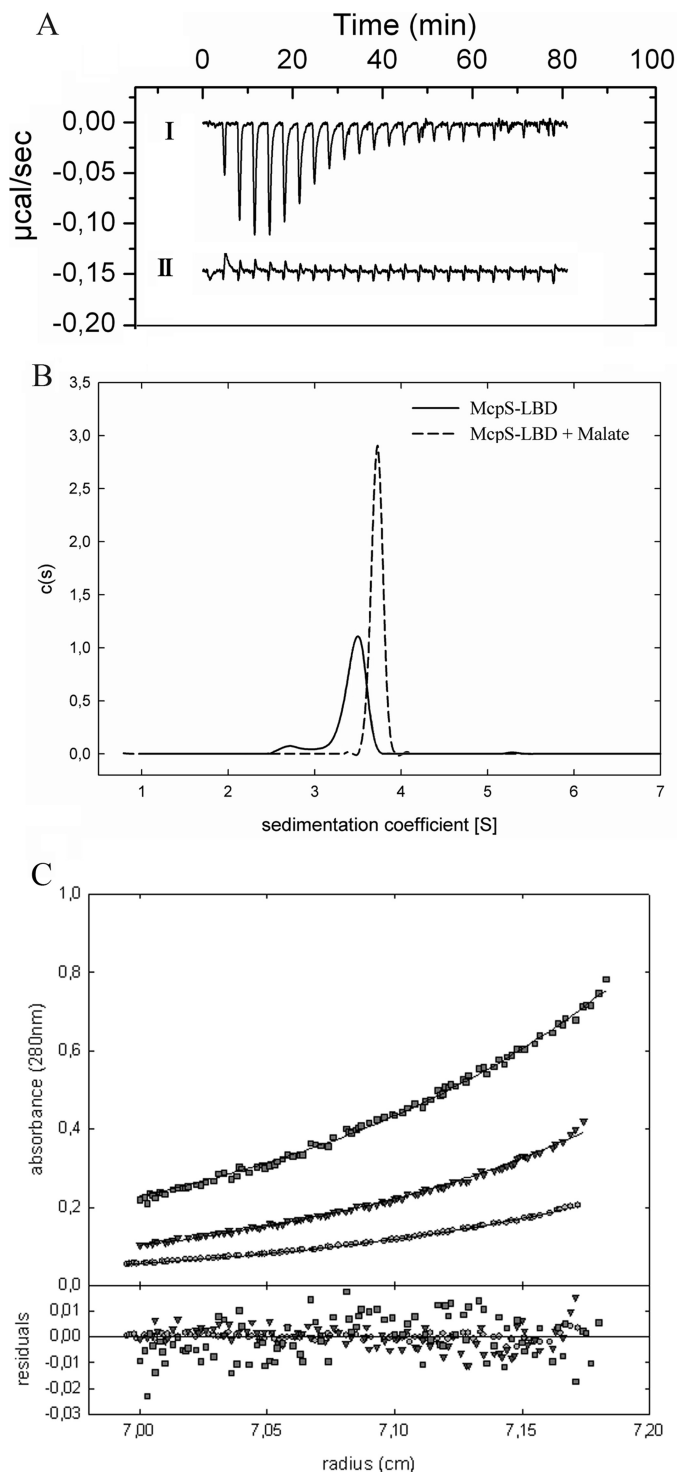 A
Time (min)
0 20 40 60 80 100
0,00
-0,05
-0,10
-0,15
-0,20
µcal/sec
I
II
B
3,5
3,0
2,5
2,0
1,5
1,0
0,5
0,0
c(s)
McpS-LBD
McpS-LBD + Malate
1 2 3 4 5 6 7
sedimentation coefficient [S]
C
1,0
0,8
0,6
0,4
0,2
0,0
absorbance (280nm)
0,01
0,00
-0,01
-0,02
-0,03
residuals
7,00 7,05 7,10 7,15 7,20
radius (cm)